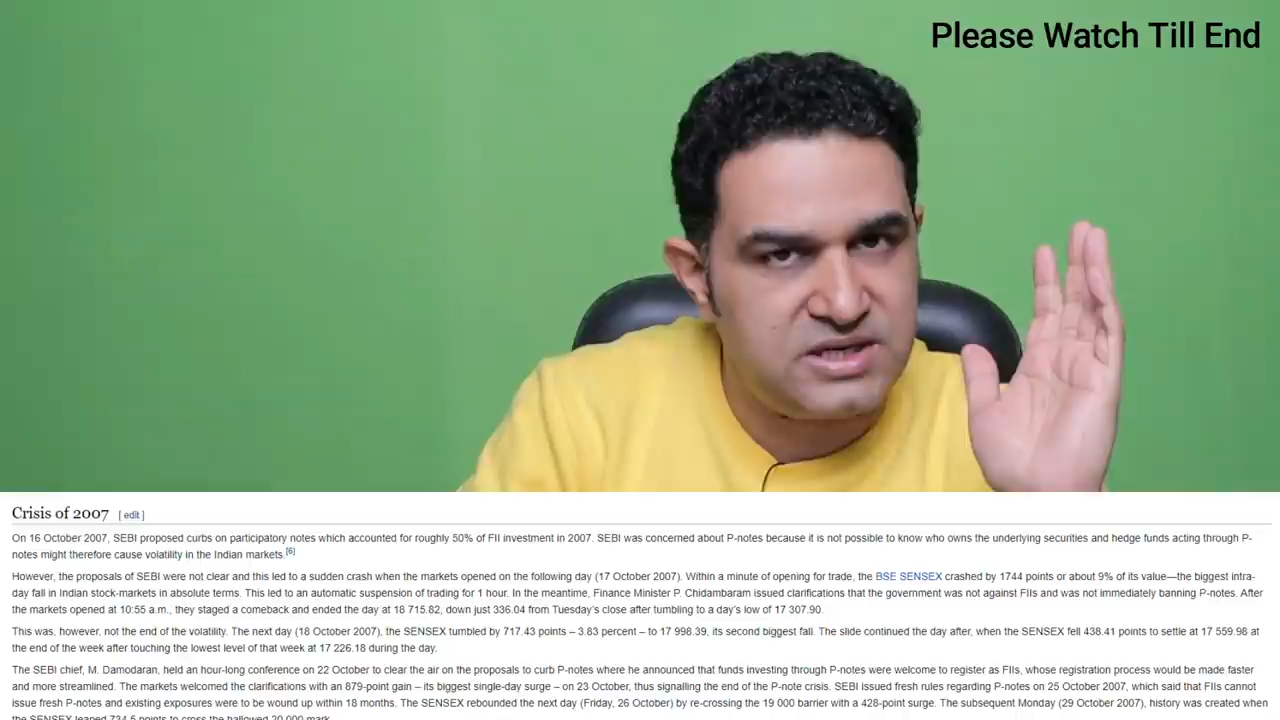 Please Watch Till End
Crisis of 2007 [ edit ]
On 16 October 2007, SEBI proposed curbs on participatory notes which accounted for roughly 50% of FII investment in 2007. SEBI was concerned about P-notes because it is not possible to know who owns the underlying securities and hedge funds acting through P-
notes might therefore cause volatility in the Indian markets.[6]
However, the proposals of SEBI were not clear and this led to a sudden crash when the markets opened on the following day (17 October 2007). Within a minute of opening for trade, the BSE SENSEX crashed by 1744 points or about 9% of its value—the biggest intra-
day fall in Indian stock-markets in absolute terms. This led to an automatic suspension of trading for 1 hour. In the meantime, Finance Minister P. Chidambaram issued clarifications that the government was not against FIIs and was not immediately banning P-notes. After
the markets opened at 10:55 a.m., they staged a comeback and ended the day at 18 715.82, down just 336.04 from Tuesday's close after tumbling to a day's low of 17 307.90.
This was, however, not the end of the volatility. The next day (18 October 2007), the SENSEX tumbled by 717.43 points – 3.83 percent – to 17 998.39, its second biggest fall. The slide continued the day after, when the SENSEX fell 438.41 points to settle at 17 559.98 at
the end of the week after touching the lowest level of that week at 17 226.18 during the day.
The SEBI chief, M. Damodaran, held an hour-long conference on 22 October to clear the air on the proposals to curb P-notes where he announced that funds investing through P-notes were welcome to register as FIIs, whose registration process would be made faster
and more streamlined. The markets welcomed the clarifications with an 879-point gain – its biggest single-day surge – on 23 October, thus signalling the end of the P-note crisis. SEBI issued fresh rules regarding P-notes on 25 October 2007, which said that FIIs cannot
issue fresh P-notes and existing exposures were to be wound up within 18 months. The SENSEX rebounded the next day (Friday, 26 October) by re-crossing the 19 000 barrier with a 428-point surge. The subsequent Monday (29 October 2007), history was created when
the SENSEX leaped 734.5 points to cross the hallowed 20,000 mark.